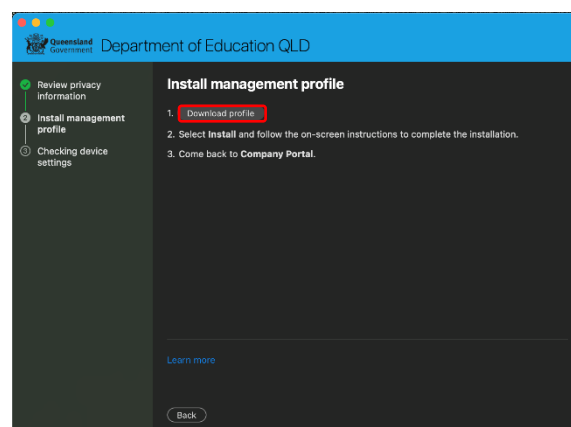 Queensland
Government
Department of Education QLD
Review privacy
information
2 Install management
profile
3 Checking device
settings
Install management profile
1. Download profile
2. Select Install and follow the on-screen instructions to complete the installation.
3. Come back to Company Portal.
Learn more
Back